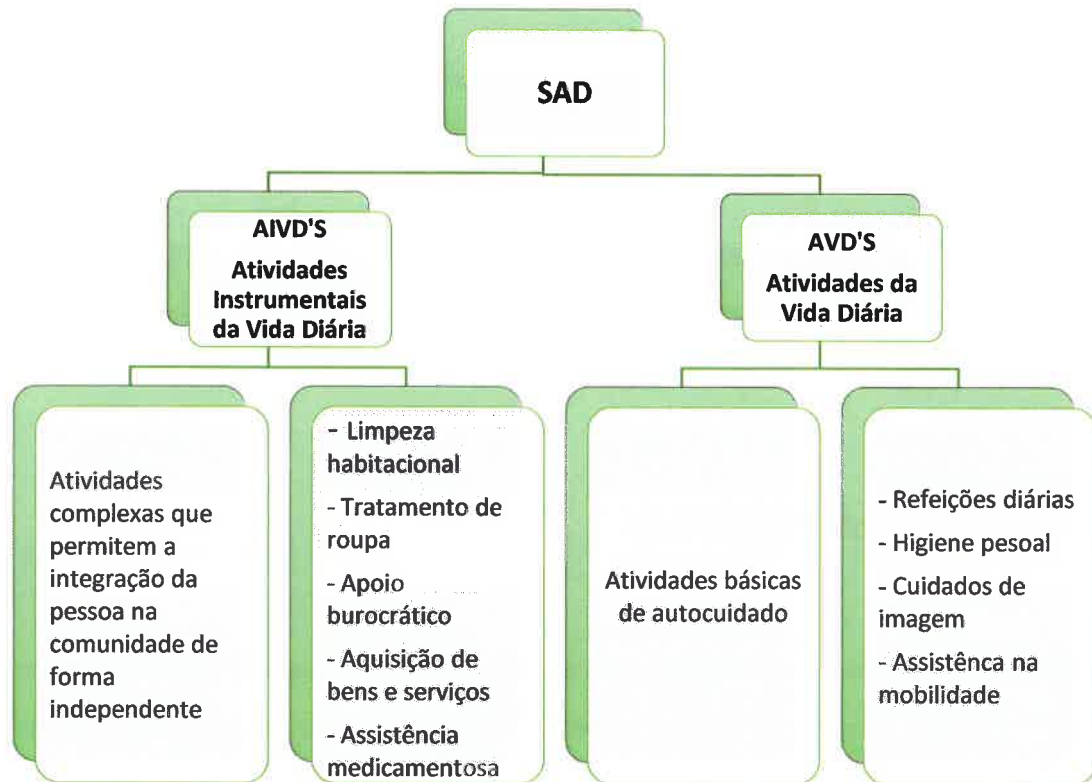 SAD
AIVD'S
Atividades
Instrumentais
da Vida Diária
AVD'S
Atividades da
Vida Diária
Atividades
complexas que
permitem a
integração da
pessoa na
comunidade de
forma
independente
- Limpeza
habitacional
- Tratamento de
roupa
- Apoio
burocrático
- Aquisição de
bens e serviços
- Assistência
medicamentosa
Atividades básicas
de autocuidado
- Refeições diárias
- Higiene pesoal
- Cuidados de
imagem
- Assistênca na
mobilidade